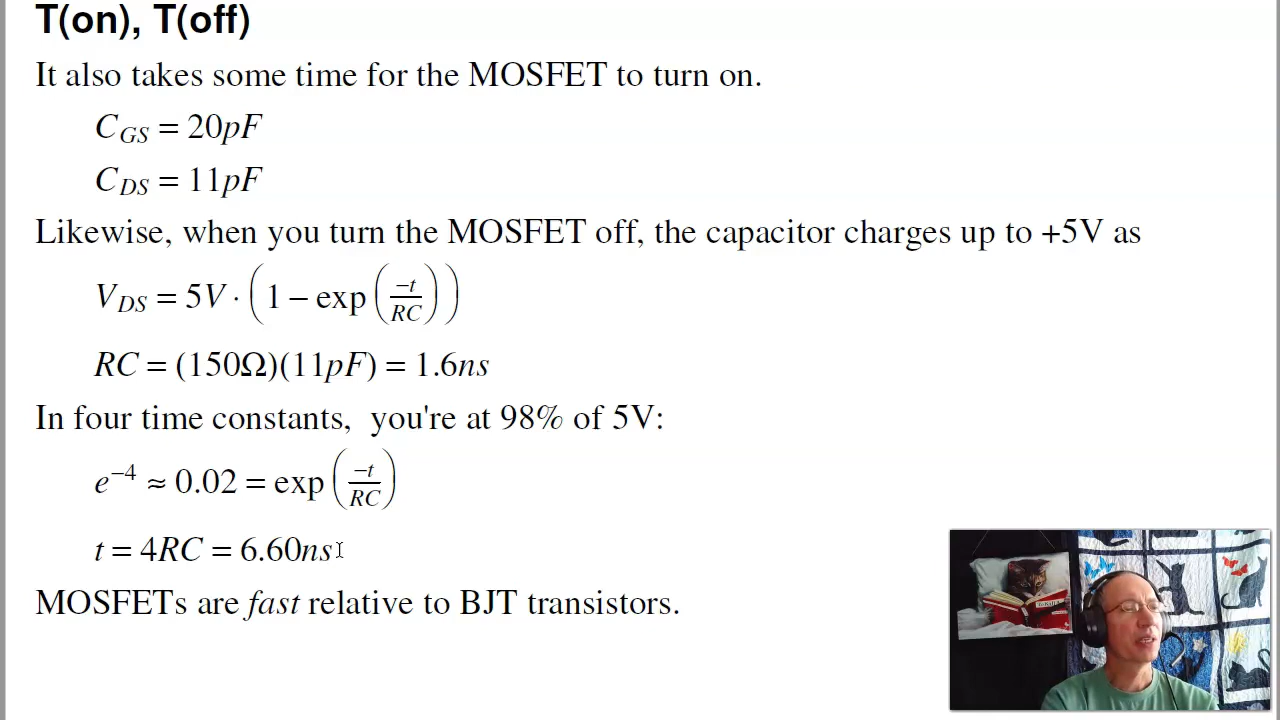 T(on), T(off)
It also takes some time for the MOSFET to turn on.
C_GS = 20pF
C_DS = 11pF
Likewise, when you turn the MOSFET off, the capacitor charges up to +5V as
V_DS = 5V · (1 − exp(−t/RC))
RC = (150Ω)(11pF) = 1.6ns
In four time constants, you're at 98% of 5V:
e^−4 ≈ 0.02 = exp(−t/RC)
t = 4RC = 6.60ns
MOSFETs are fast relative to BJT transistors.